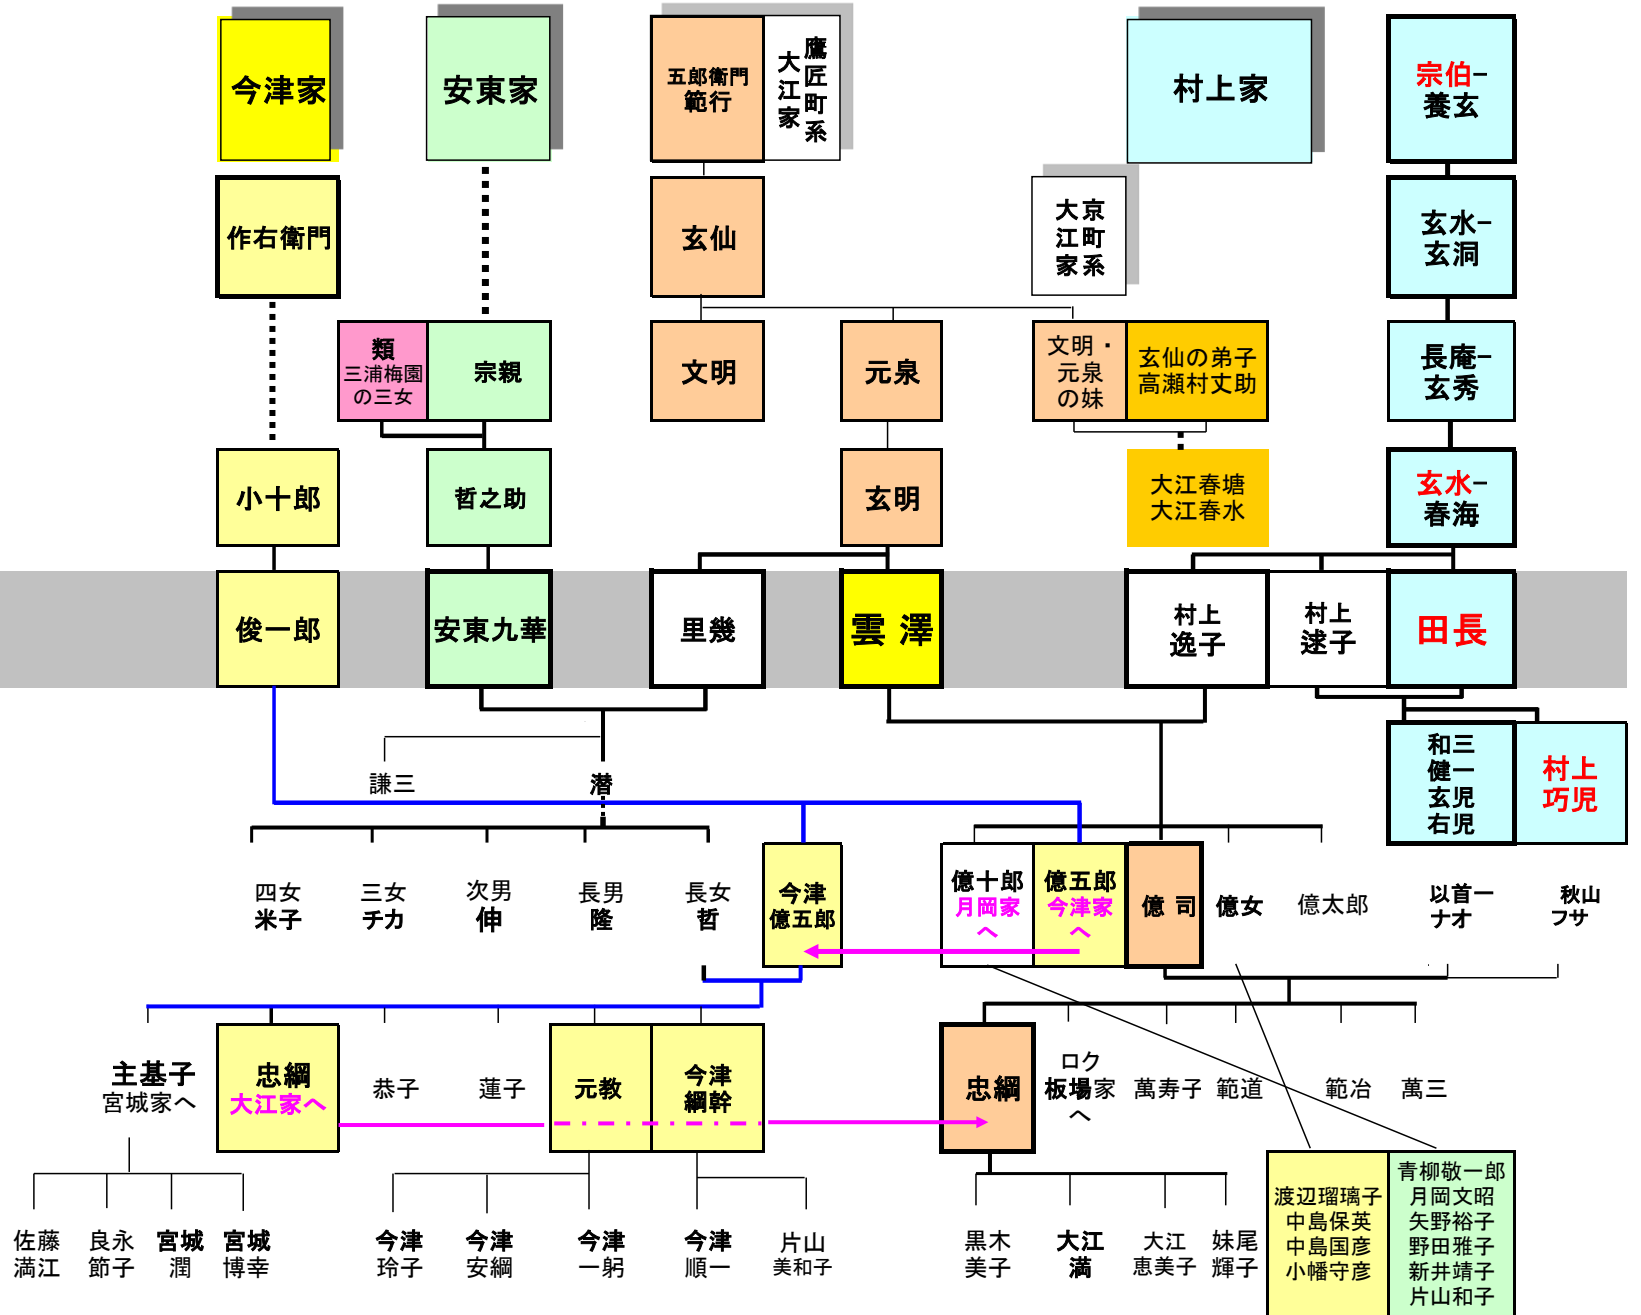 今津家
安東家
五郎衛門
範行
鷹匠町系
大江家
村上家
宗伯−
養玄
作右衛門
玄仙
京町系
大江家
玄水−
玄洞
類
三浦梅園
の三女
宗親
文明
元泉
文明・
元泉
の妹
玄仙の弟子
高瀬村丈助
長庵−
玄秀
小十郎
哲之助
玄明
大江春塘
大江春水
玄水−
春海
俊一郎
安東九華
里幾
雲 澤
村上
逸子
村上
逑子
田長
謙三
潜
和三
健一
玄児
右児
村上
巧児
四女
米子
三女
チカ
次男
伸
長男
隆
長女
哲
今津
億五郎
億十郎
月岡家
へ
億五郎
今津家
へ
億 司
億女
億太郎
以首一
ナオ
秋山
フサ
主基子
宮城家へ
忠綱
大江家へ
恭子
蓮子
元教
今津
綱幹
忠綱
ロク
板場家
へ
萬寿子
範道
範冶
萬三
佐藤
満江
良永
節子
宮城
潤
宮城
博幸
今津
玲子
今津
安綱
今津
一躬
今津
順一
片山
美和子
黒木
美子
大江
満
大江
恵美子
妹尾
輝子
渡辺瑠璃子
中島保英
中島国彦
小幡守彦
青柳敬一郎
月岡文昭
矢野裕子
野田雅子
新井靖子
片山和子